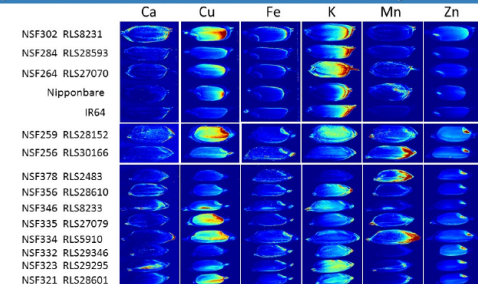 Ca Cu Fe K Mn Zn
NSF302 RLS8231
NSF284 RLS28593
NSF264 RLS27070
Nipponbare
IR64
NSF259 RLS28152
NSF256 RLS30166
NSF378 RLS2483
NSF356 RLS28610
NSF346 RLS8233
NSF335 RLS27079
NSF334 RLS5910
NSF332 RLS29346
NSF323 RLS29295
NSF321 RLS28601